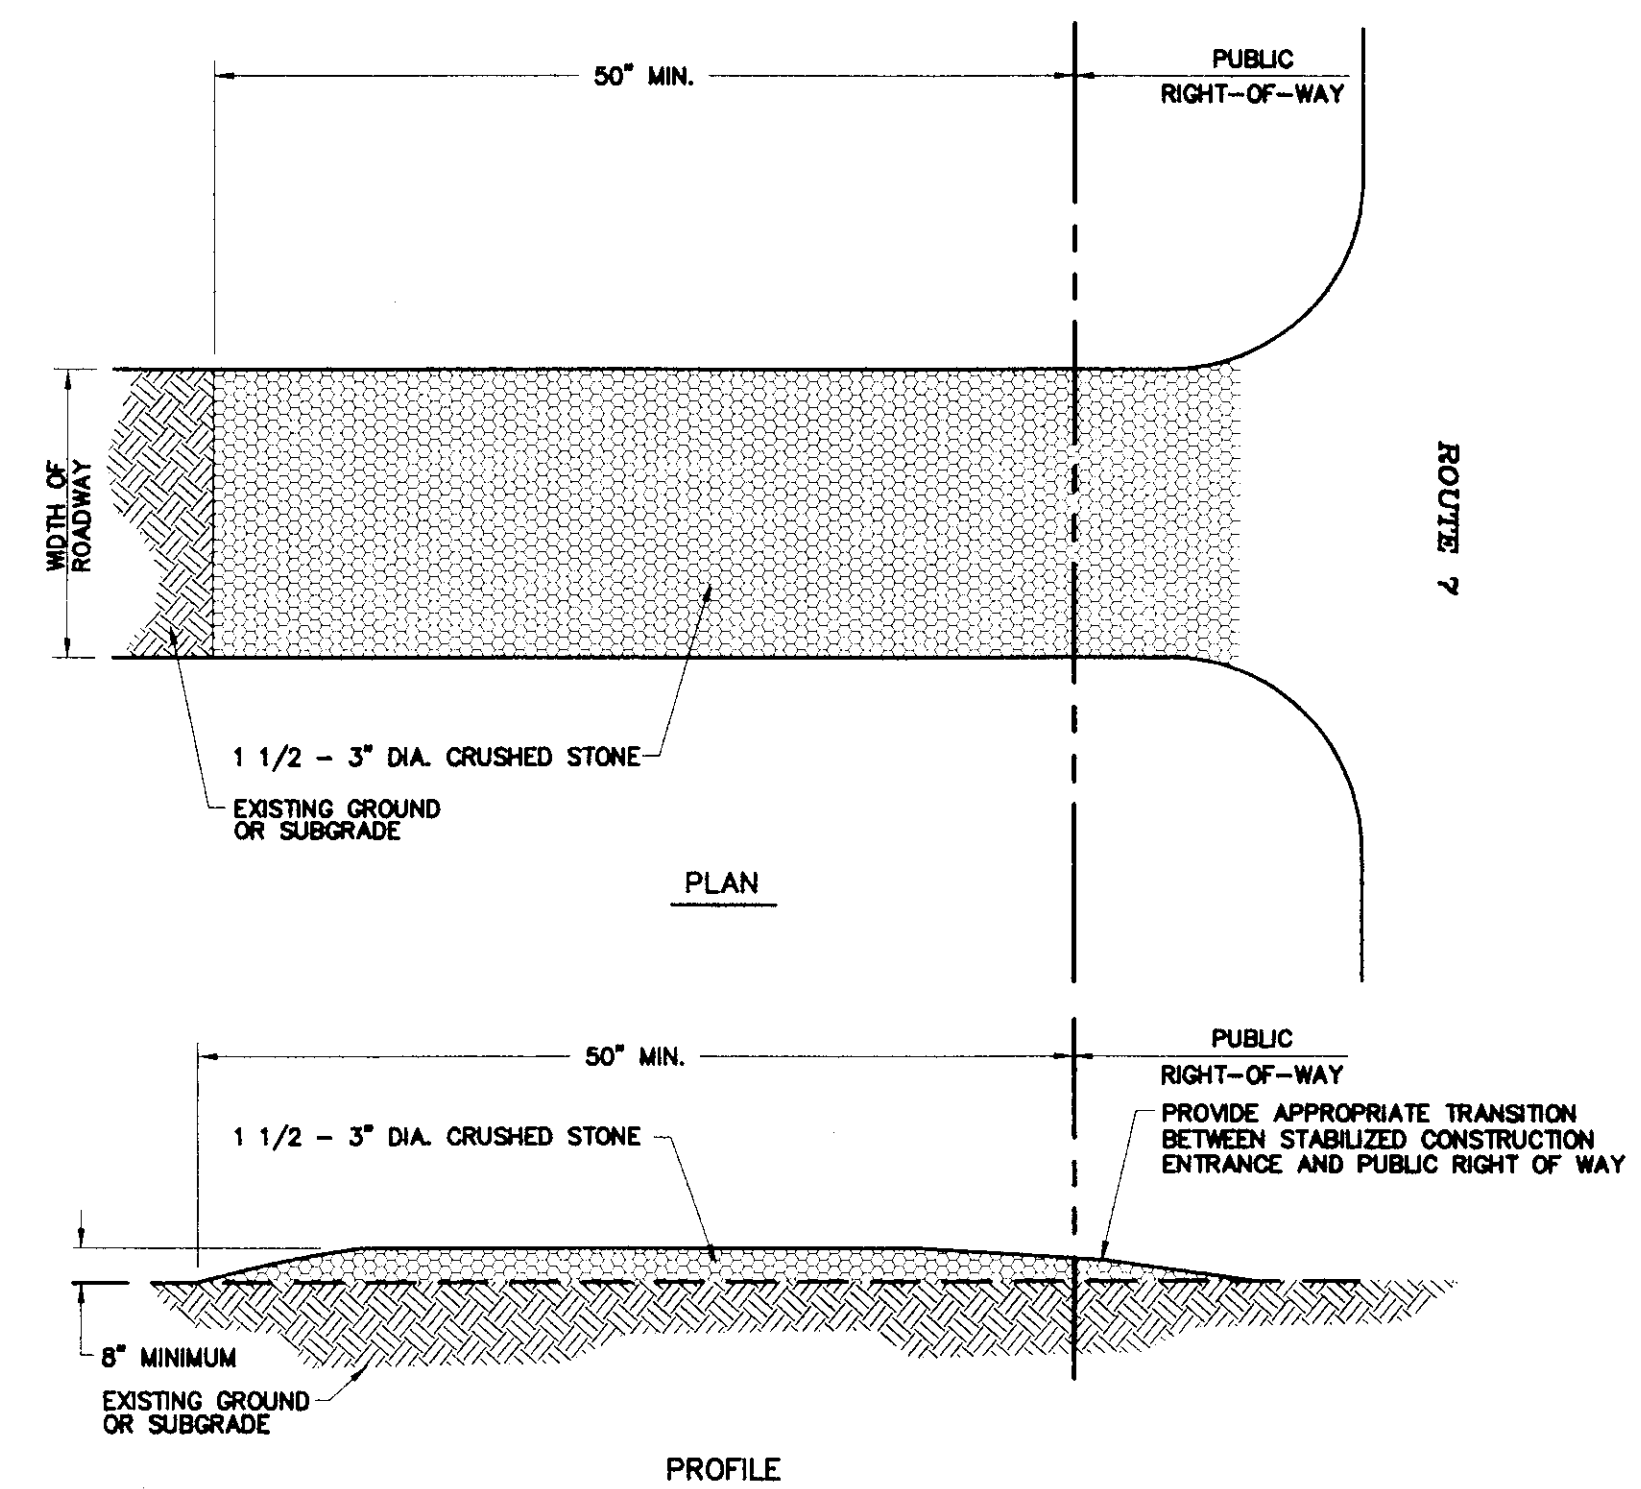 50" MIN.
PUBLIC
RIGHT-OF-WAY
WIDTH OF
ROADWAY
ROUTE 7
1 1/2 - 3" DIA. CRUSHED STONE
EXISTING GROUND
OR SUBGRADE
PLAN
50" MIN.
PUBLIC
RIGHT-OF-WAY
1 1/2 - 3" DIA. CRUSHED STONE
PROVIDE APPROPRIATE TRANSITION
BETWEEN STABILIZED CONSTRUCTION
ENTRANCE AND PUBLIC RIGHT OF WAY
8" MINIMUM
EXISTING GROUND
OR SUBGRADE
PROFILE